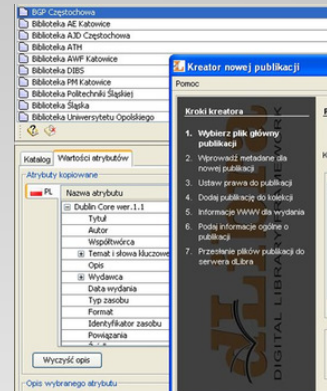 BGP Częstochowa
Biblioteka AE Katowice
Biblioteka AJD Częstochowa
Biblioteka ATH
Biblioteka AWF Katowice
Biblioteka DIBS
Biblioteka PM Katowice
Biblioteka Politechniki Śląskiej
Biblioteka Śląska
Biblioteka Uniwersytetu Opolskiego
Katalog
Wartości atrybutów
Atrybuty kopiowane
PL
Nazwa atrybutu
Dublin Core wer.1.1
Tytuł
Autor
Współtwórca
Temat i słowa kluczowe
Opis
Wydawca
Data wydania
Typ zasobu
Format
Identyfikator zasobu
Powiązania
Wyczyść opis
Opis wybranego atrybutu
Kreator nowej publikacji
Pomoc
Kroki kreatora
1. Wybierz plik główny
publikacji
2. Wprowadź metadane dla
nowej publikacji
3. Ustaw prawa do publikacji
4. Dodaj publikację do kolekcji
5. Informacje WWW dla wydania
6. Podaj informacje ogólne o
publikacji
7. Przesłanie plików publikacji do
serwera dLibra
dLibra
DIGITAL LIBRARY FRAMEWORK